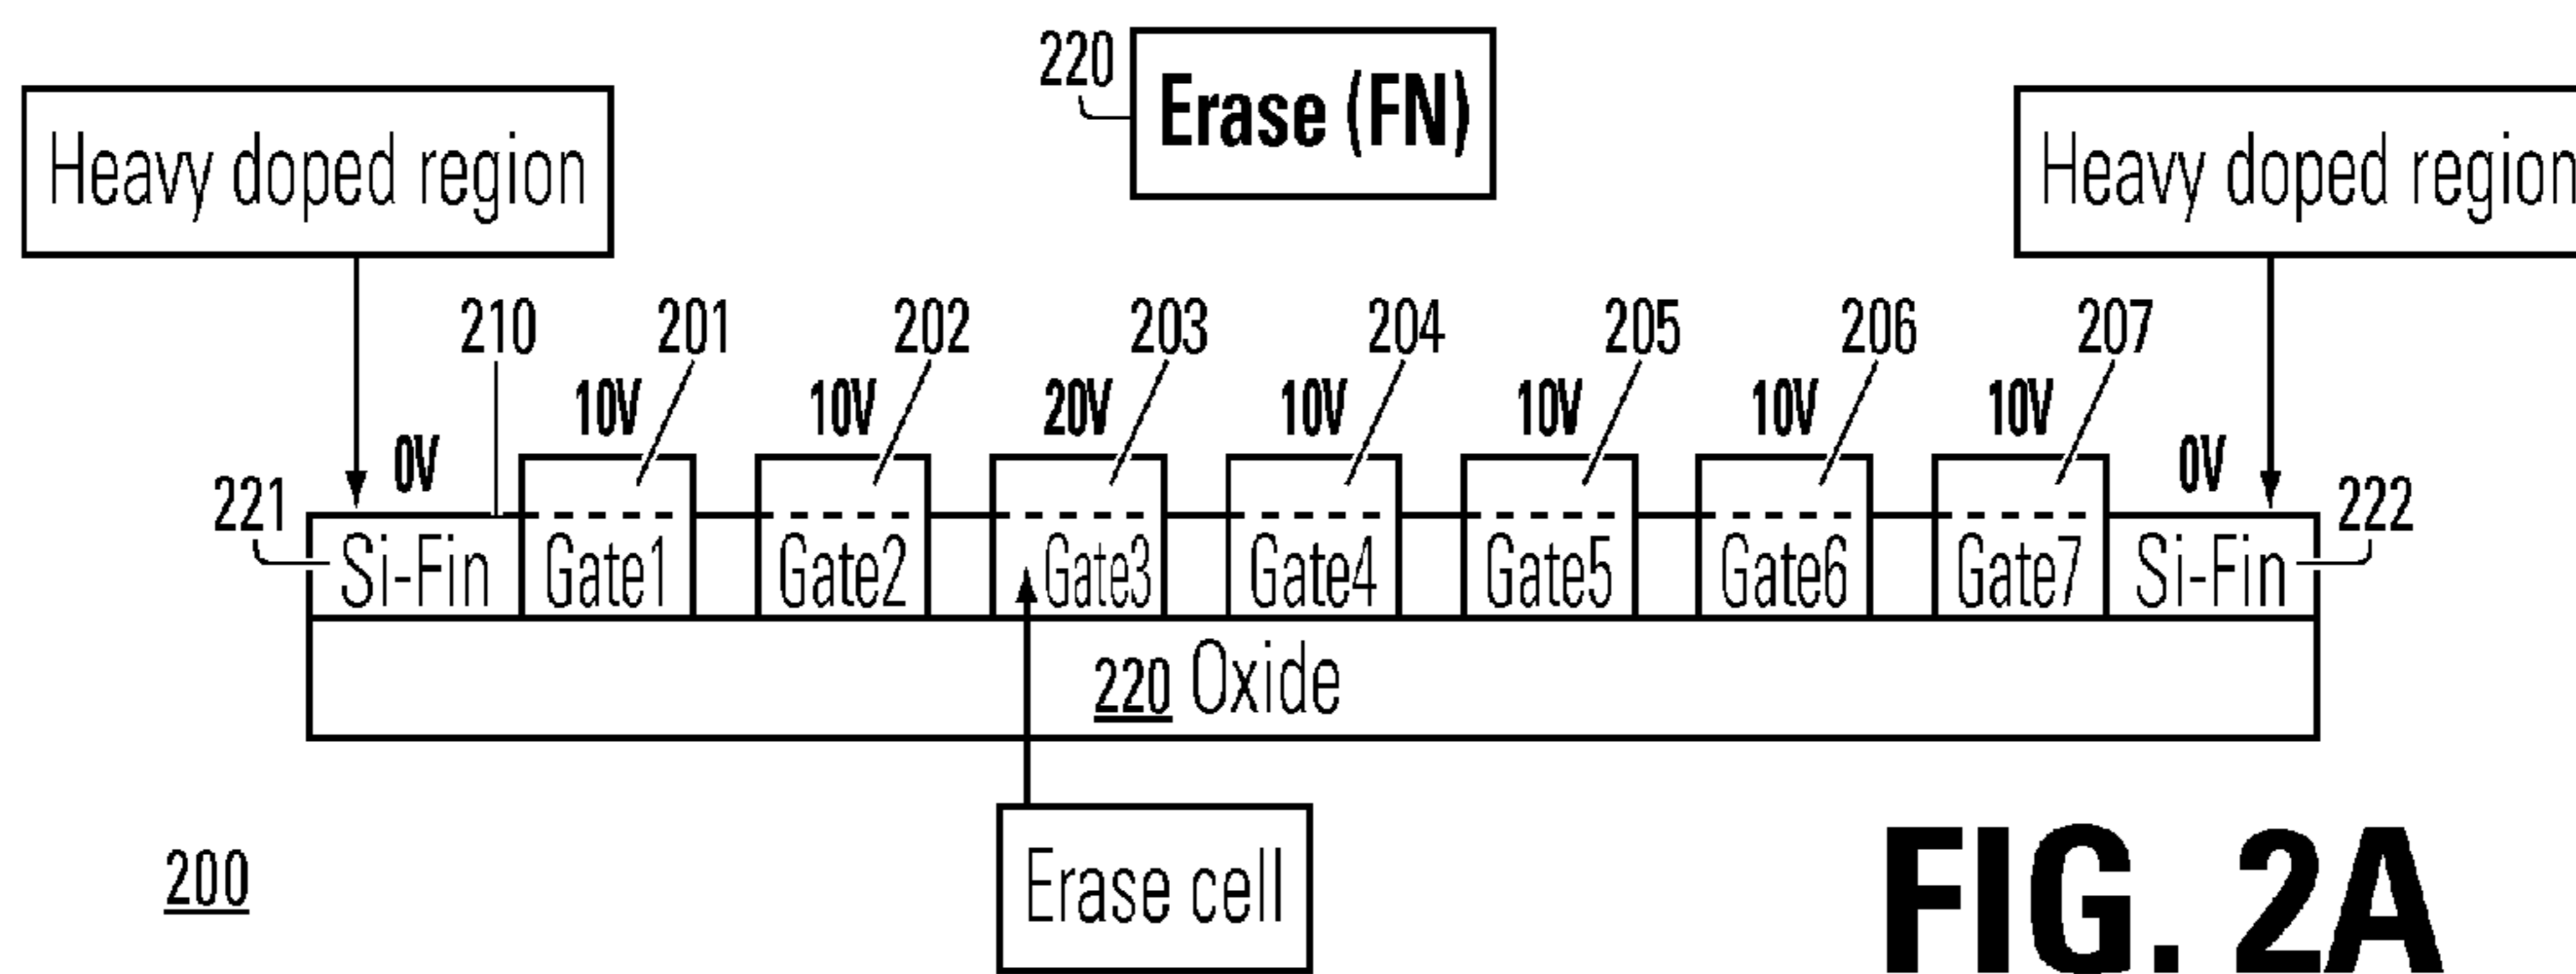 220
Erase (FN)
Heavy doped region
Heavy doped region
210 201 202 203 204 205 206 207
10V 10V 20V 10V 10V 10V 10V
0V 0V
221 222
Si-Fin Gate1 Gate2 Gate3 Gate4 Gate5 Gate6 Gate7 Si-Fin
220 Oxide
Erase cell
200
FIG. 2A